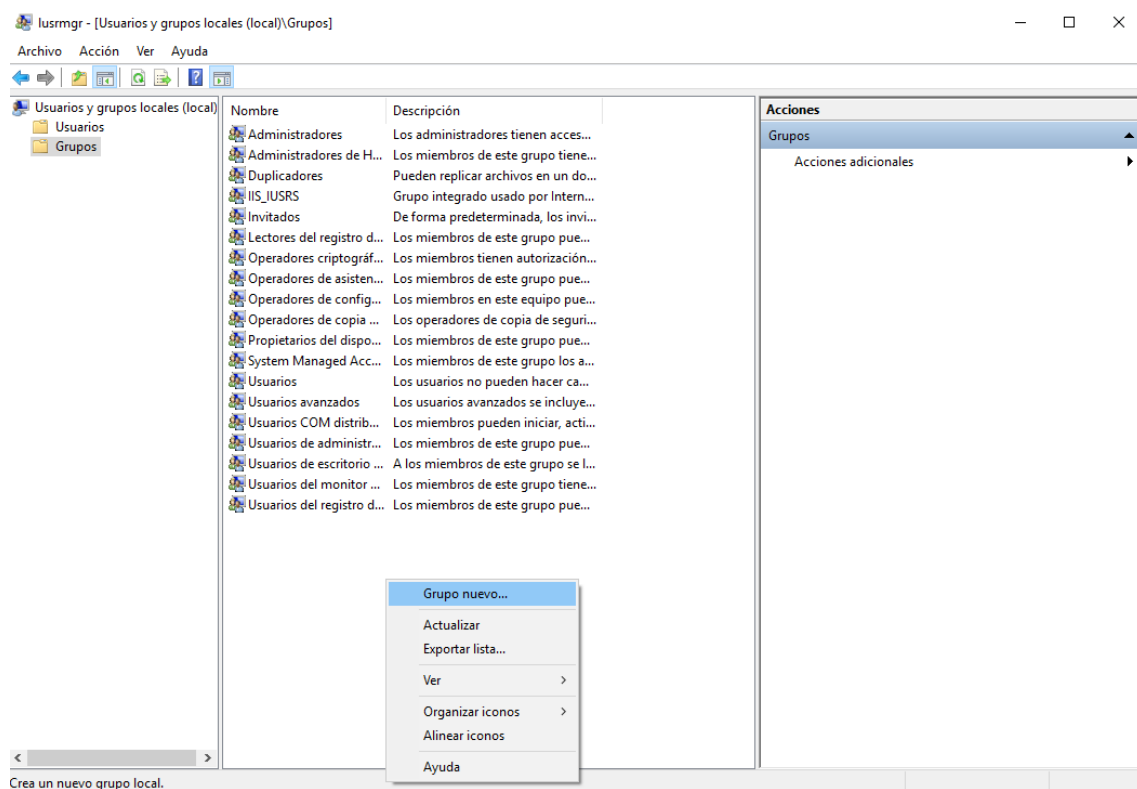 lusrmgr - [Usuarios y grupos locales (local)\Grupos]
Archivo Acción Ver Ayuda
Usuarios y grupos locales (local)
Usuarios
Grupos
Nombre Descripción
Administradores Los administradores tienen acces...
Administradores de H... Los miembros de este grupo tiene...
Duplicadores Pueden replicar archivos en un do...
IIS_IUSRS Grupo integrado usado por Intern...
Invitados De forma predeterminada, los invi...
Lectores del registro d... Los miembros de este grupo pue...
Operadores criptográf... Los miembros tienen autorización...
Operadores de asisten... Los miembros de este grupo pue...
Operadores de config... Los miembros en este equipo pue...
Operadores de copia ... Los operadores de copia de seguri...
Propietarios del dispo... Los miembros de este grupo pue...
System Managed Acc... Los miembros de este grupo los a...
Usuarios Los usuarios no pueden hacer ca...
Usuarios avanzados Los usuarios avanzados se incluye...
Usuarios COM distrib... Los miembros pueden iniciar, acti...
Usuarios de administr... Los miembros de este grupo pue...
Usuarios de escritorio ... A los miembros de este grupo se l...
Usuarios del monitor ... Los miembros de este grupo tiene...
Usuarios del registro d... Los miembros de este grupo pue...
Grupo nuevo...
Actualizar
Exportar lista...
Ver
Organizar iconos
Alinear iconos
Ayuda
Acciones
Grupos
Acciones adicionales
Crea un nuevo grupo local.